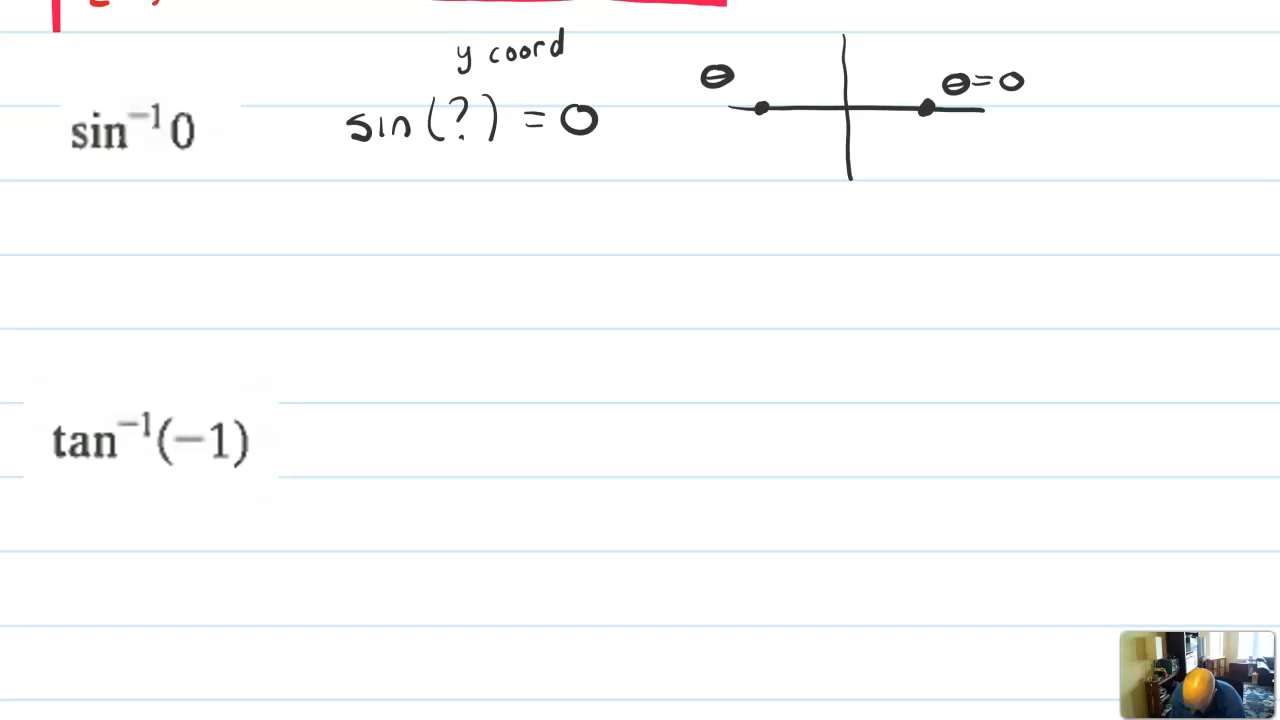 y coord
sin⁻¹0
sin(?) = 0
θ
θ=0
tan⁻¹(−1)